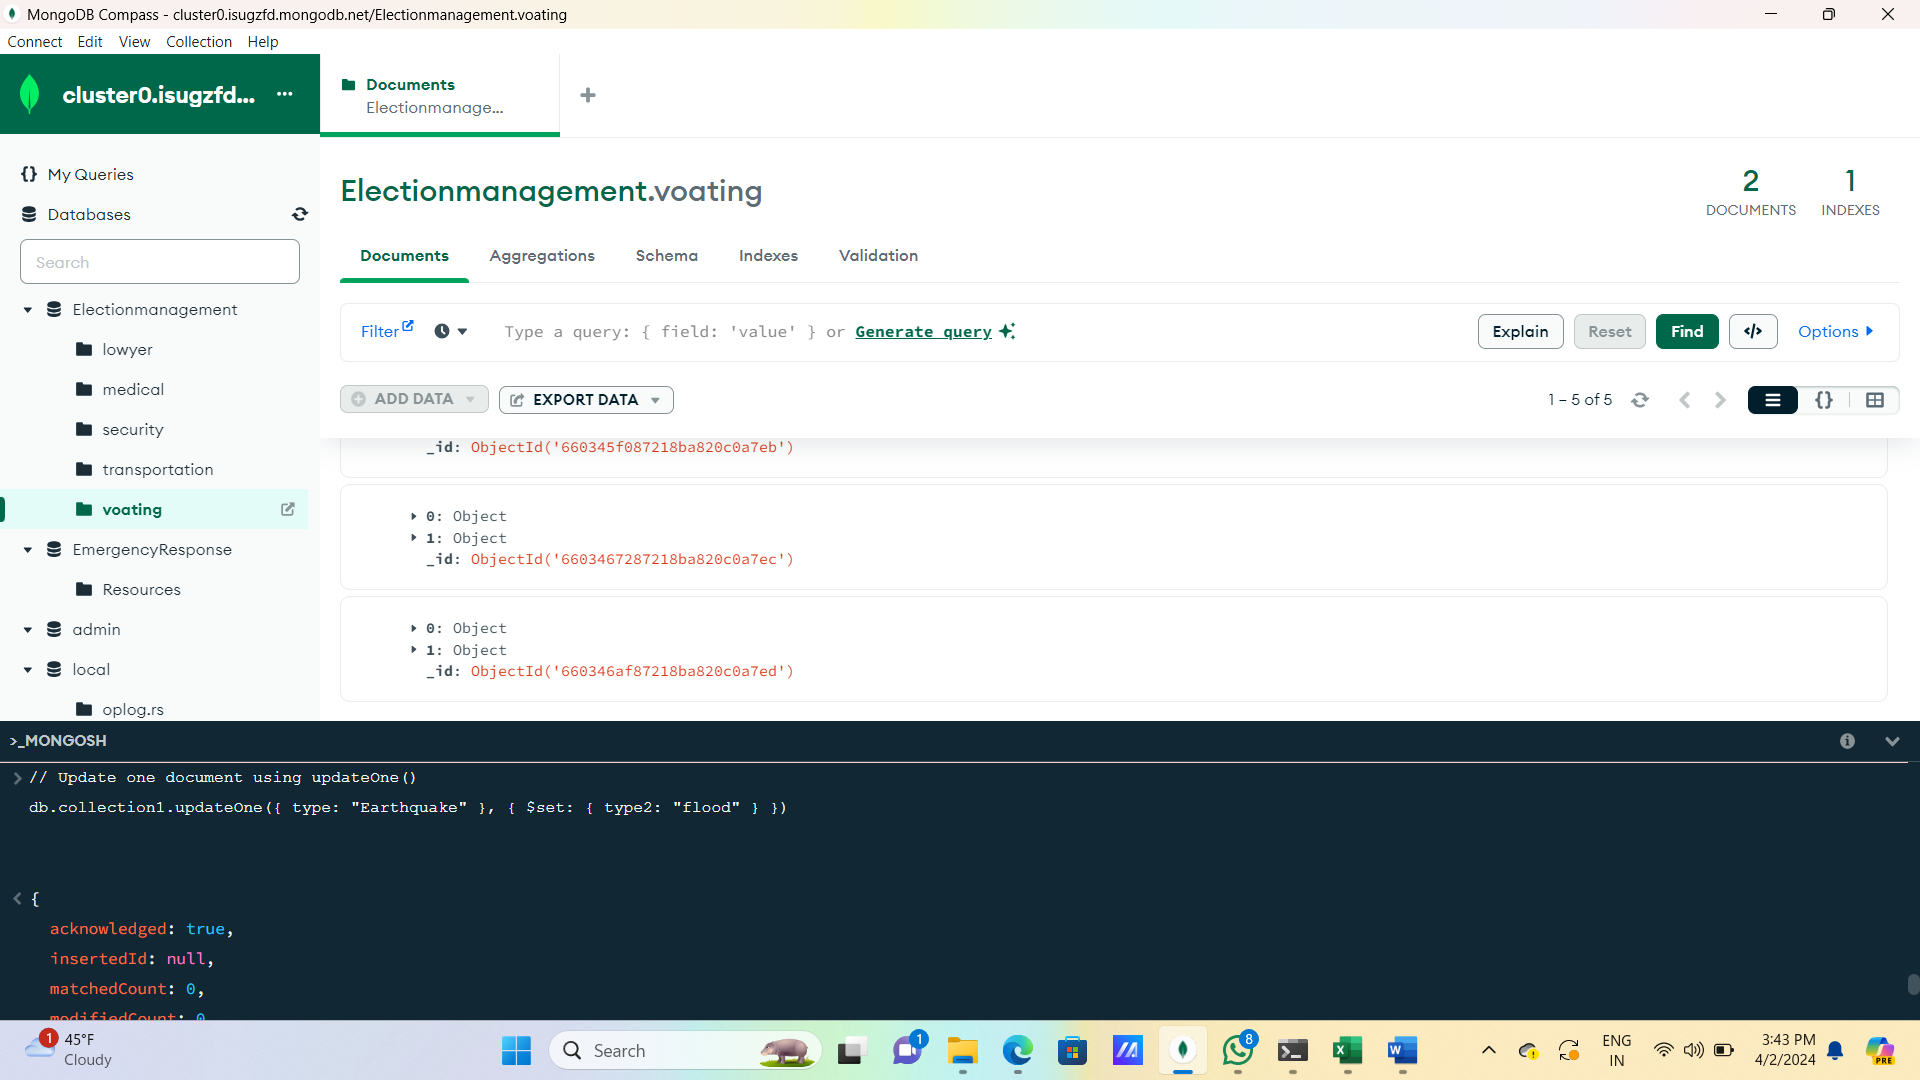 MongoDB Compass - cluster0.isugzfd.mongodb.net/Electionmanagement.voating
Connect Edit View Collection Help
cluster0.isugzfd... ...
Documents
Electionmanage...
+
{} My Queries
Databases
Search
Electionmanagement
lowyer
medical
security
transportation
voating
EmergencyResponse
Resources
admin
local
oplog.rs
Electionmanagement.voating
2
DOCUMENTS
1
INDEXES
Documents Aggregations Schema Indexes Validation
Filter Type a query: { field: 'value' } or Generate query Explain Reset Find </> Options
ADD DATA EXPORT DATA 1 – 5 of 5 {}
_id: ObjectId('660345f087218ba820c0a7eb')
0: Object
1: Object
_id: ObjectId('6603467287218ba820c0a7ec')
0: Object
1: Object
_id: ObjectId('660346af87218ba820c0a7ed')
>_MONGOSH
> // Update one document using updateOne()
db.collection1.updateOne({ type: "Earthquake" }, { $set: { type2: "flood" } })
< {
acknowledged: true,
insertedId: null,
matchedCount: 0,
modifiedCount: 0
1
45°F
Cloudy
Search
1
8
ENG
IN
3:43 PM
4/2/2024
PRE